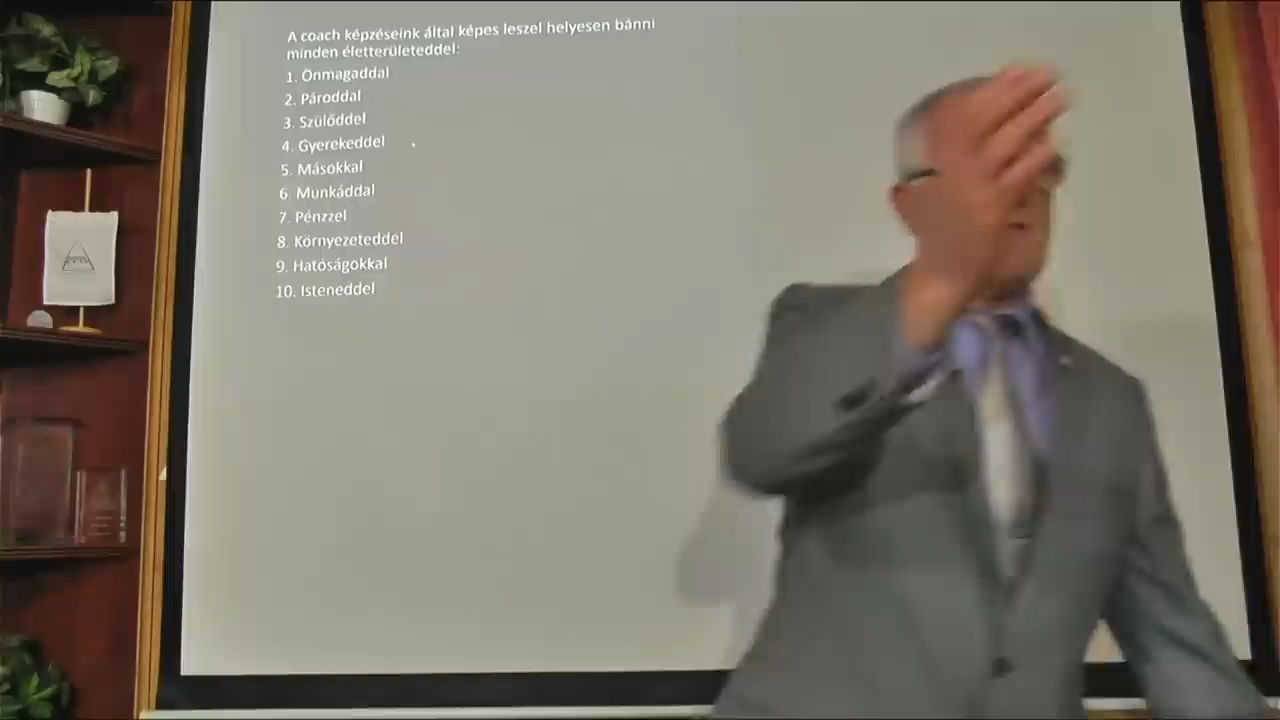 A coach képzéseink által képes leszel helyesen bánni
minden életterületeddel:
1. Önmagaddal
2. Pároddal
3. Szülőddel
4. Gyerekeddel
5. Másokkal
6. Munkáddal
7. Pénzzel
8. Környezeteddel
9. Hatóságokkal
10. Isteneddel